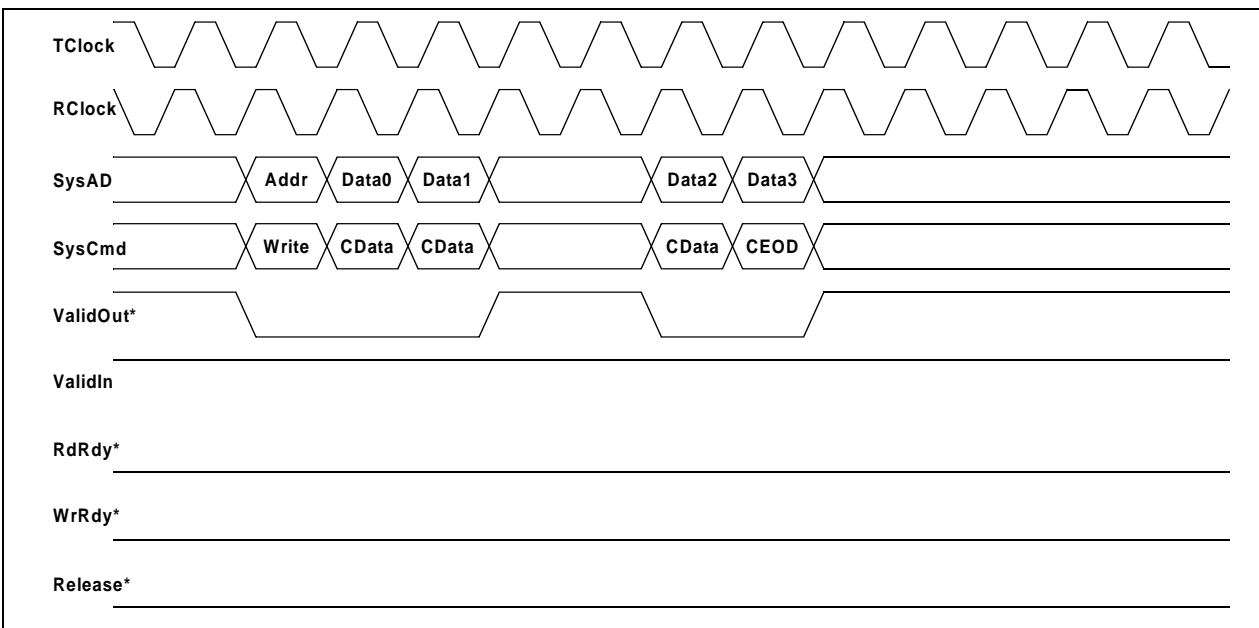 TClock
RClock
SysAD Addr Data0 Data1 Data2 Data3
SysCmd Write CData CData CData CEOD
ValidOut*
ValidIn
RdRdy*
WrRdy*
Release*